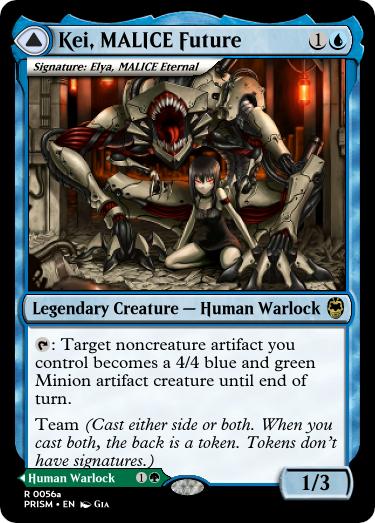 Kei, MALICE Future 1
Signature: Elya, MALICE Eternal
Legendary Creature — Human Warlock
: Target noncreature artifact you
control becomes a 4/4 blue and green
Minion artifact creature until end of
turn.
Team (Cast either side or both. When you
cast both, the back is a token. Tokens don't
have signatures.)
Human Warlock 1
1/3
R 0056a
PRISM • EN Gia